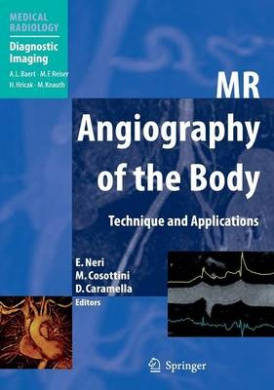 MEDICAL
RADIOLOGY
Diagnostic
Imaging
A.L. Baert · M.F. Reiser
H. Hricak · M. Knauth
MR
Angiography
of the Body
Technique and Applications
E. Neri
M. Cosottini
D. Caramella
Editors
Springer